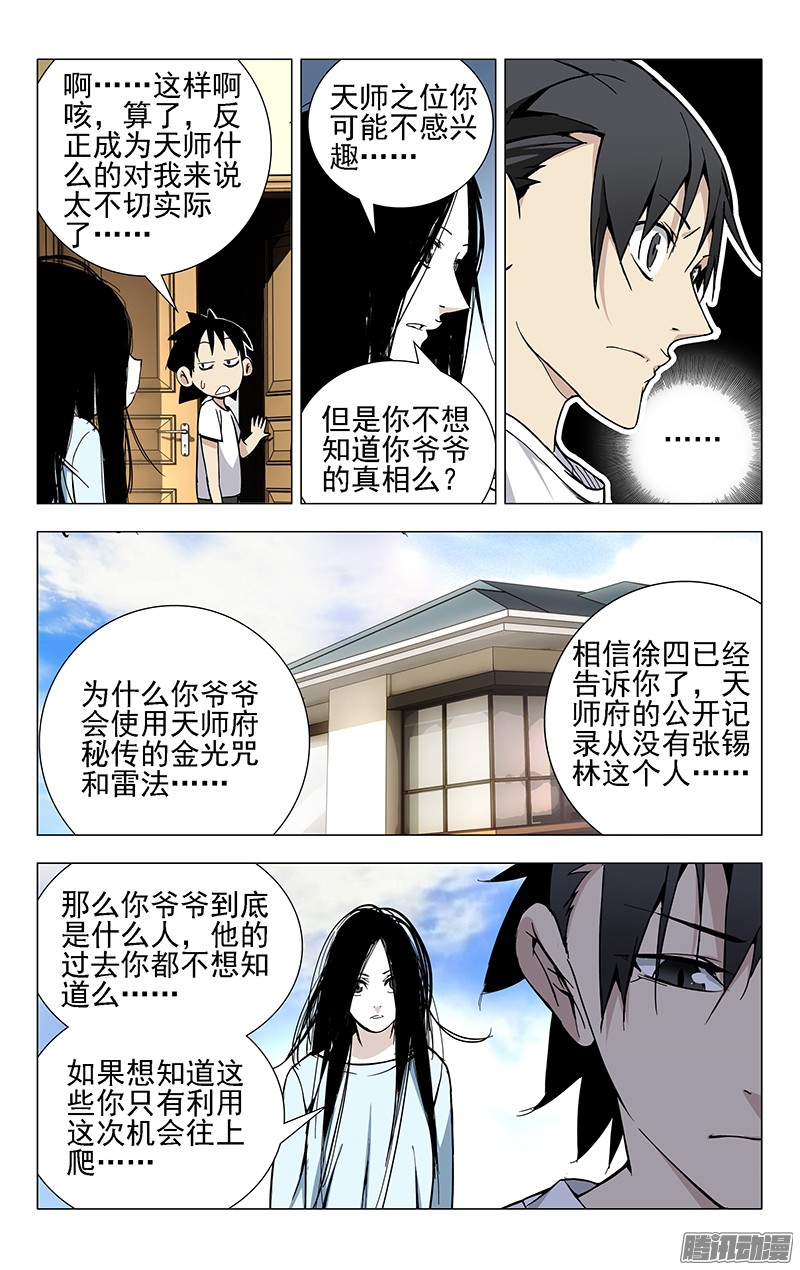 啊……这样啊
咳，算了，反
正成为天师什
么的对我来说
太不切实际
了……
天师之位你
可能不感兴
趣……
但是你不想
知道你爷爷
的真相么？
……
为什么你爷爷
会使用天师府
秘传的金光咒
和雷法……
相信徐四已经
告诉你了，天
师府的公开记
录从没有张锡
林这个人……
那么你爷爷到底
是什么人，他的
过去你都不想知
道么……
如果想知道这
些你只有利用
这次机会往上
爬……
腾讯动漫